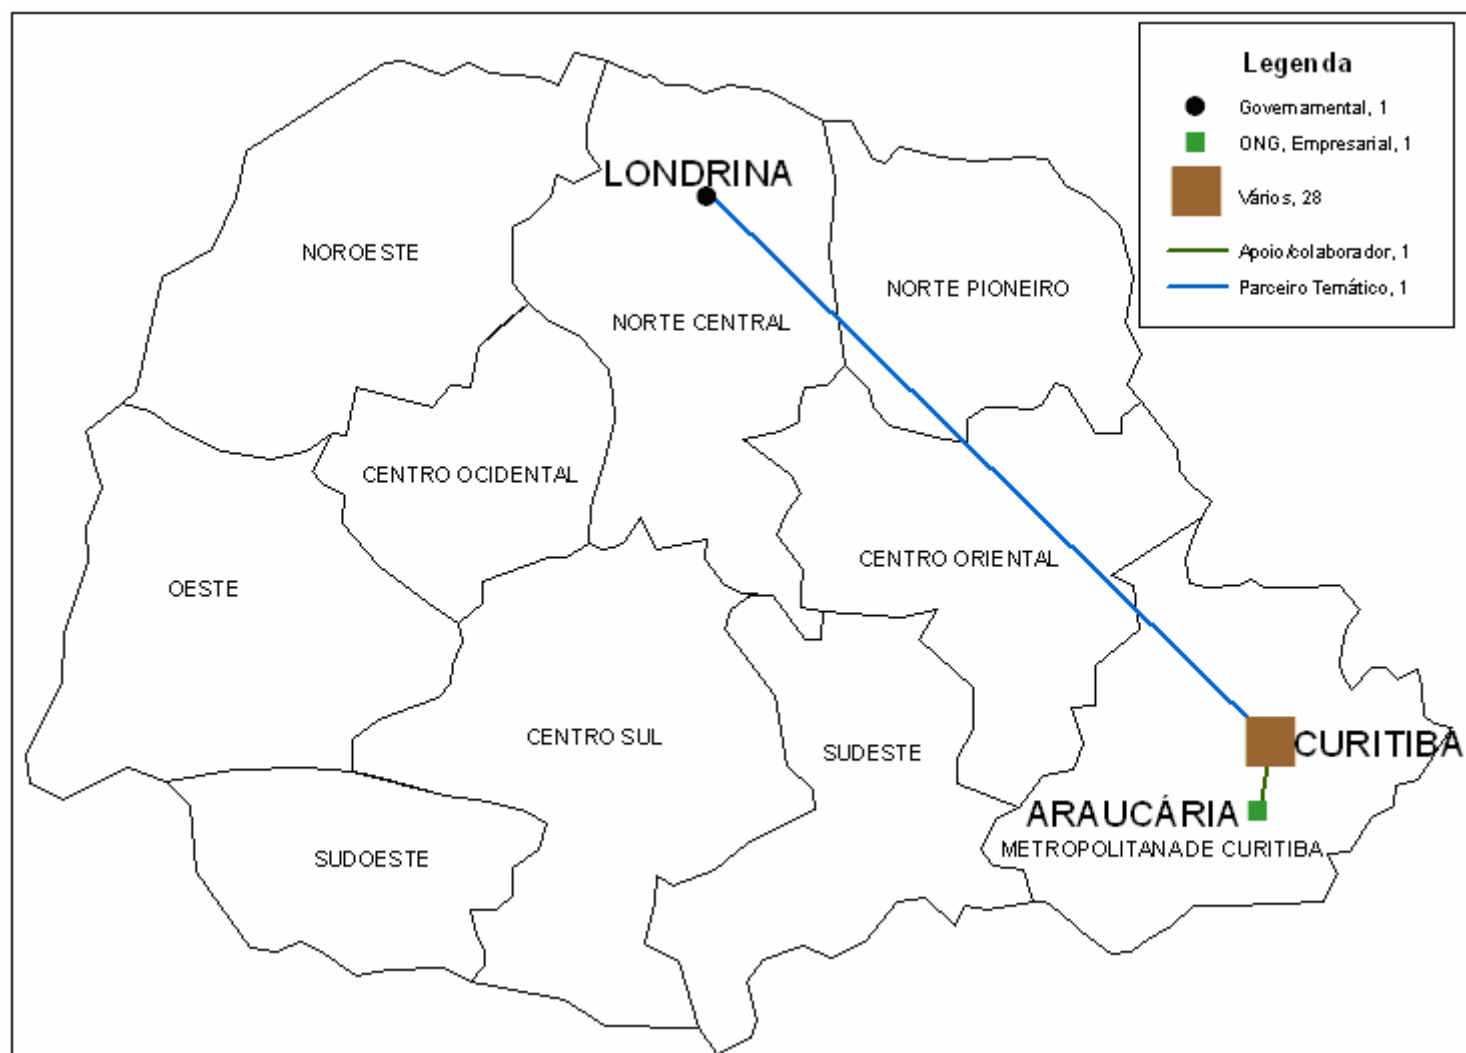 Legenda
Governamental, 1
ONG, Empresarial, 1
Vários, 28
Apoio/colaborador, 1
Parceiro Temático, 1
LONDRINA
NOROESTE
NORTE PIONEIRO
NORTE CENTRAL
CENTRO OCIDENTAL
CENTRO ORIENTAL
OESTE
CENTRO SUL
SUDESTE
CURITIBA
ARAUCÁRIA
METROPOLITANA DE CURITIBA
SUDOESTE